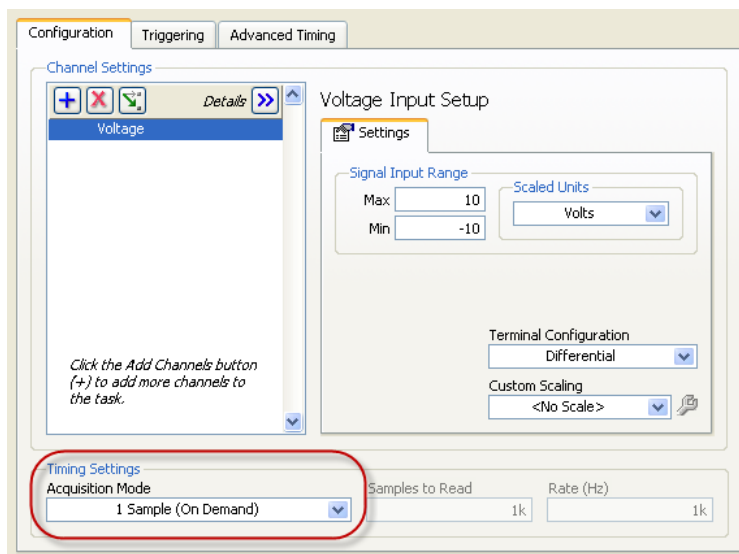 Configuration
Triggering
Advanced Timing
Channel Settings
Details
Voltage
Click the Add Channels button
(+) to add more channels to
the task.
Voltage Input Setup
Settings
Signal Input Range
Max 10
Min -10
Scaled Units
Volts
Terminal Configuration
Differential
Custom Scaling
<No Scale>
Timing Settings
Acquisition Mode
1 Sample (On Demand)
Samples to Read
1k
Rate (Hz)
1k